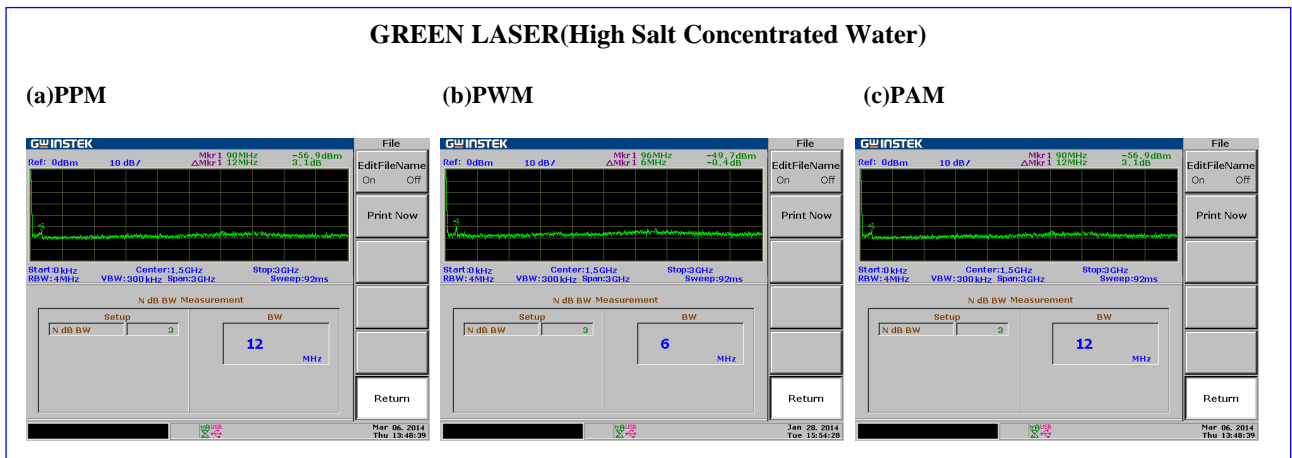 GREEN LASER(High Salt Concentrated Water)
(a)PPM
(b)PWM
(c)PAM
GWINSTEK
File
Ref: 0dBm 10 dB/ Mkr1 90MHz -56.9dBm
ΔMkr1 12MHz 3.1dB
EditFileName
On Off
Print Now
Start:0kHz Center:1.5GHz Stop:3GHz
RBW:4MHz VBW:300kHz Span:3GHz Sweep:92ms
N dB BW Measurement
Setup BW
N dB BW 3
12
MHz
Return
USB
Mar 06, 2014
Thu 13:48:39
GWINSTEK
File
Ref: 0dBm 10 dB/ Mkr1 96MHz -49.7dBm
ΔMkr1 6MHz -0.4dB
EditFileName
On Off
Print Now
Start:0kHz Center:1.5GHz Stop:3GHz
RBW:4MHz VBW:300kHz Span:3GHz Sweep:92ms
N dB BW Measurement
Setup BW
N dB BW 3
6
MHz
Return
USB
Jan 28, 2014
Tue 15:54:28
GWINSTEK
File
Ref: 0dBm 10 dB/ Mkr1 90MHz -56.9dBm
ΔMkr1 12MHz 3.1dB
EditFileName
On Off
Print Now
Start:0kHz Center:1.5GHz Stop:3GHz
RBW:4MHz VBW:300kHz Span:3GHz Sweep:92ms
N dB BW Measurement
Setup BW
N dB BW 3
12
MHz
Return
USB
Mar 06, 2014
Thu 13:48:39